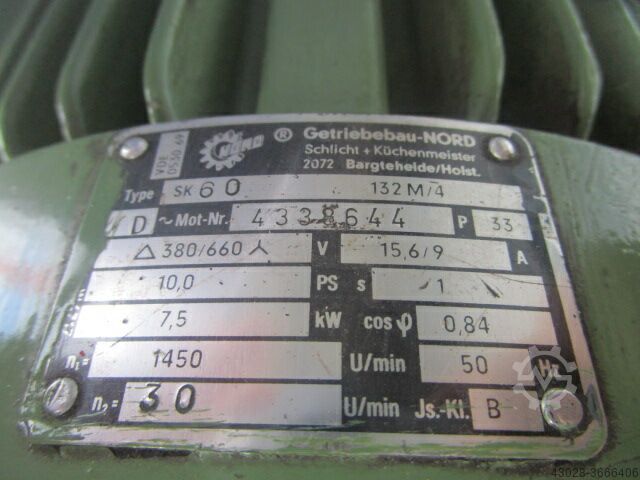 VDE 0530 69
NORD ® Getriebebau-NORD
Schlicht + Küchenmeister
2072 Bargteheide/Holst.
Type SK 60 132 M/4
D ~ Mot-Nr. 4338644 P 33
△ 380/660 人 V 15,6/9 A
10,0 PS s 1
7,5 kW cos φ 0,84
n₁= 1450 U/min 50 Hz
n₂= 30 U/min Js.-Kl. B
43028-3666406